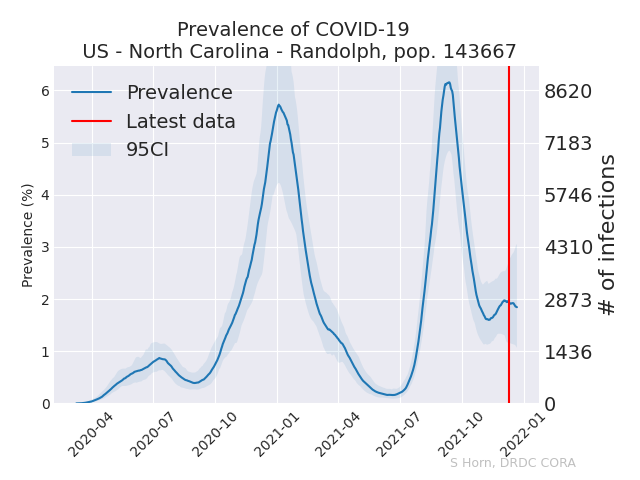 Prevalence of COVID-19
US - North Carolina - Randolph, pop. 143667
Prevalence
Latest data
95CI
Prevalence (%)
6
5
4
3
2
1
0
8620
7183
5746
4310
2873
1436
0
# of infections
2020-04
2020-07
2020-10
2021-01
2021-04
2021-07
2021-10
2022-01
S Horn, DRDC CORA